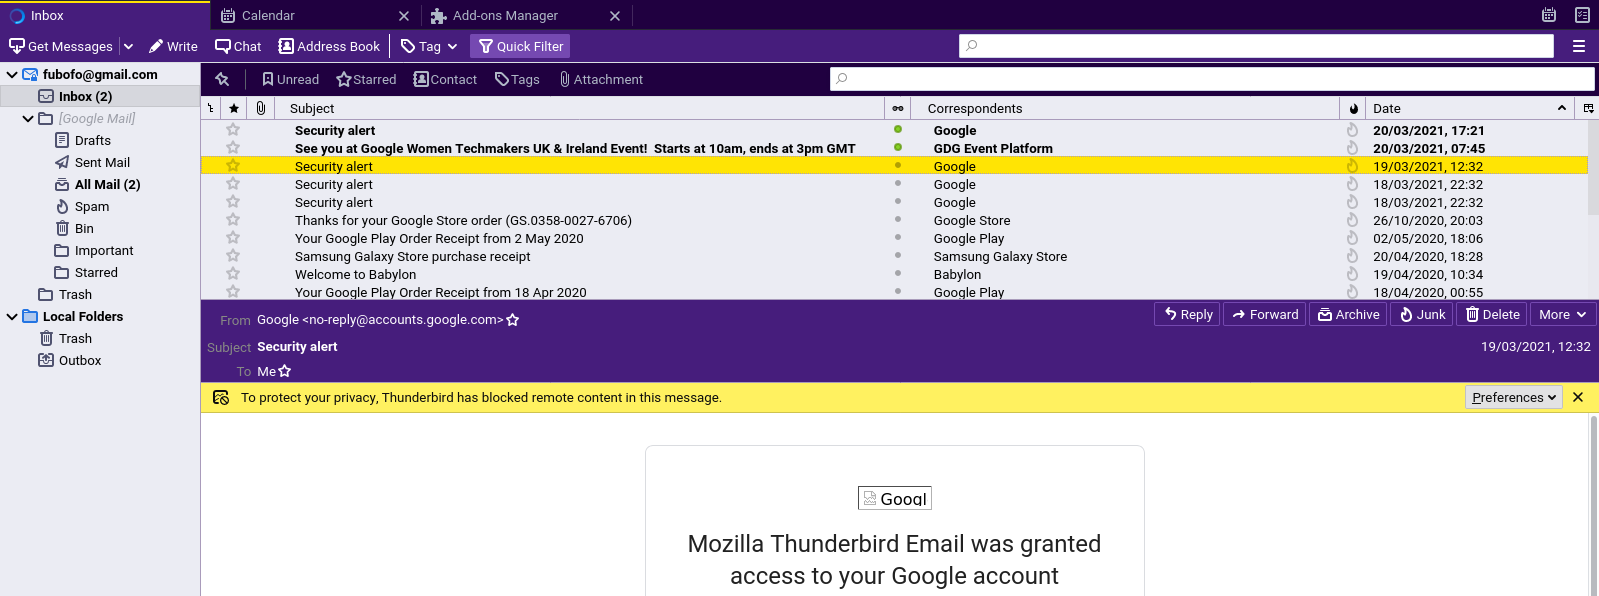 Inbox Calendar Add-ons Manager
Get Messages Write Chat Address Book Tag Quick Filter
fubofo@gmail.com
Inbox (2)
[Google Mail]
Drafts
Sent Mail
All Mail (2)
Spam
Bin
Important
Starred
Trash
Local Folders
Trash
Outbox
Unread Starred Contact Tags Attachment
Subject Correspondents Date
Security alert Google 20/03/2021, 17:21
See you at Google Women Techmakers UK & Ireland Event! Starts at 10am, ends at 3pm GMT GDG Event Platform 20/03/2021, 07:45
Security alert Google 19/03/2021, 12:32
Security alert Google 18/03/2021, 22:32
Security alert Google 18/03/2021, 22:32
Thanks for your Google Store order (GS.0358-0027-6706) Google Store 26/10/2020, 20:03
Your Google Play Order Receipt from 2 May 2020 Google Play 02/05/2020, 18:06
Samsung Galaxy Store purchase receipt Samsung Galaxy Store 20/04/2020, 18:28
Welcome to Babylon Babylon 19/04/2020, 10:34
Your Google Play Order Receipt from 18 Apr 2020 Google Play 18/04/2020, 00:55
From Google <no-reply@accounts.google.com> Reply Forward Archive Junk Delete More
Subject Security alert 19/03/2021, 12:32
To Me
To protect your privacy, Thunderbird has blocked remote content in this message. Preferences
Googl
Mozilla Thunderbird Email was granted
access to your Google account